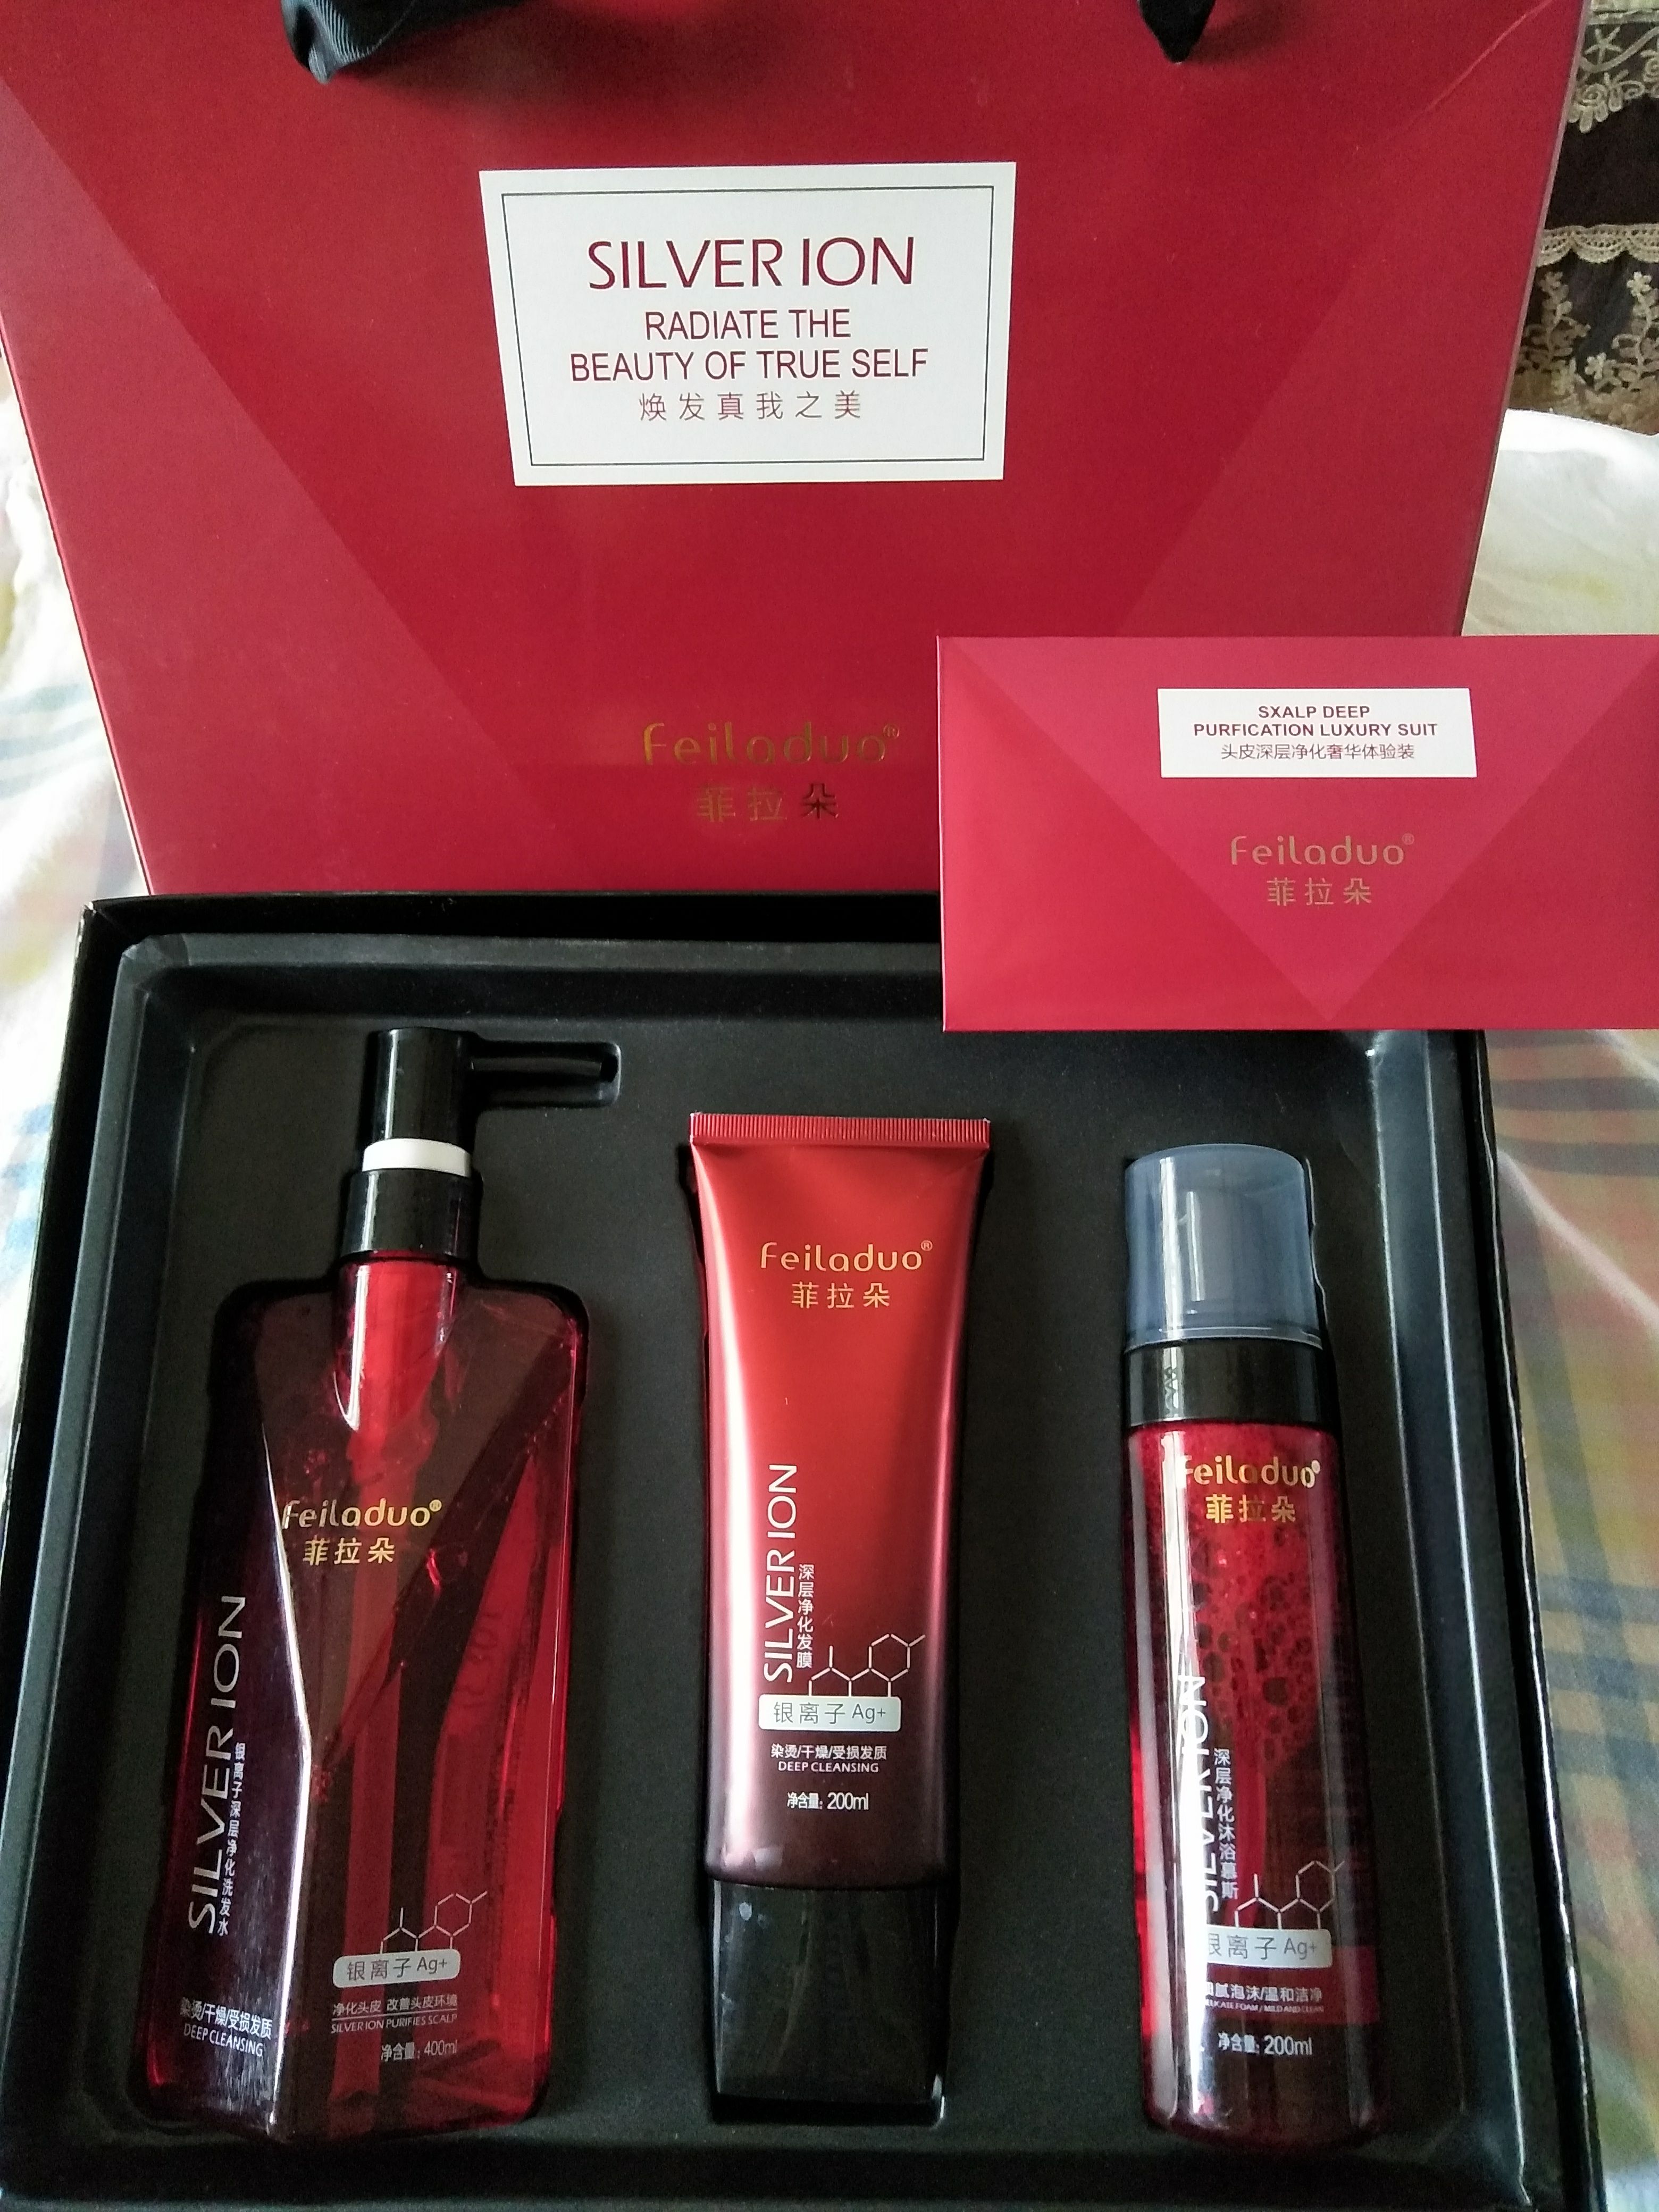 SILVER ION
RADIATE THE
BEAUTY OF TRUE SELF
焕发真我之美
Feiladuo®
菲拉朵
SXALP DEEP
PURFICATION LUXURY SUIT
头皮深层净化奢华体验装
Feiladuo®
菲拉朵
Feiladuo®
菲拉朵
SILVER ION
银离子深层净化洗发水
银离子 Ag+
净化头皮 改善头皮环境
SILVER ION PURIFIES SCALP
净含量: 400ml
染烫/干燥/受损发质
DEEP CLEANSING
Feiladuo®
菲拉朵
SILVER ION
深层净化发膜
银离子 Ag+
染烫/干燥/受损发质
DEEP CLEANSING
净含量: 200ml
Feiladuo®
菲拉朵
SILVER ION
深层净化沐浴慕斯
银离子 Ag+
细腻泡沫/温和洁净
DELICATE FOAM / MILD AND CLEAN
净含量: 200ml